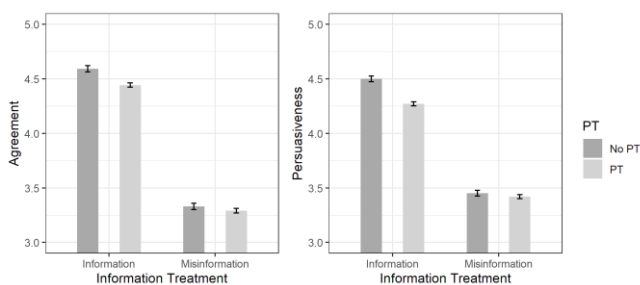 5.0
4.5
4.0
3.5
3.0
Agreement
Information
Misinformation
Information Treatment
5.0
4.5
4.0
3.5
3.0
Persuasiveness
Information
Misinformation
Information Treatment
PT
No PT
PT